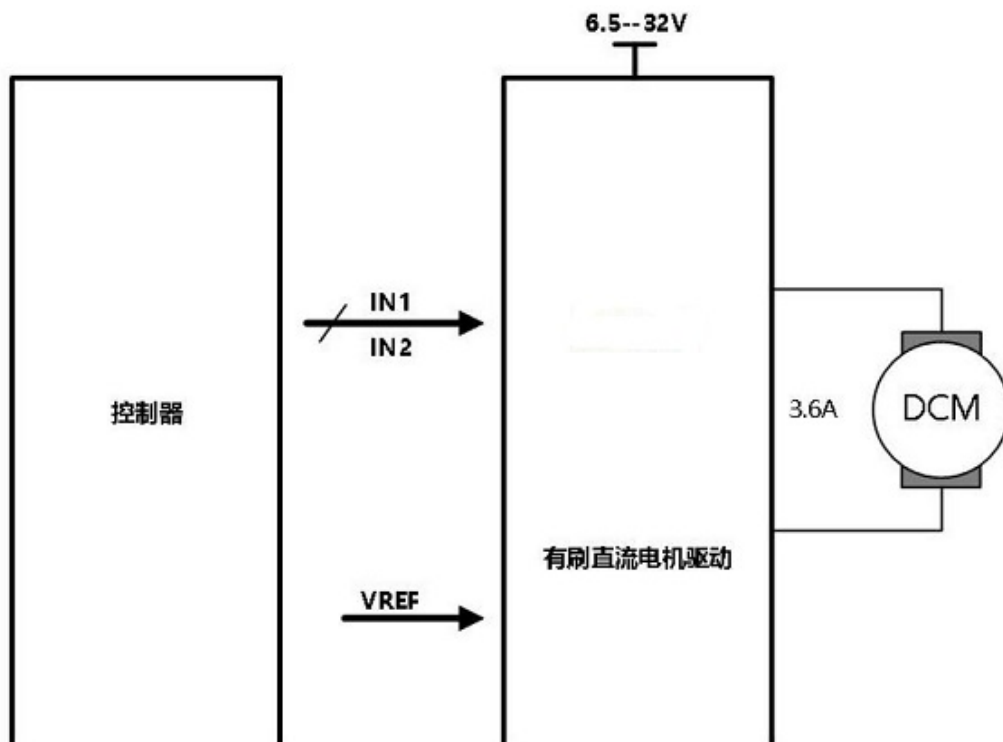 6.5--32V
IN1
IN2
控制器
3.6A
DCM
有刷直流电机驱动
VREF